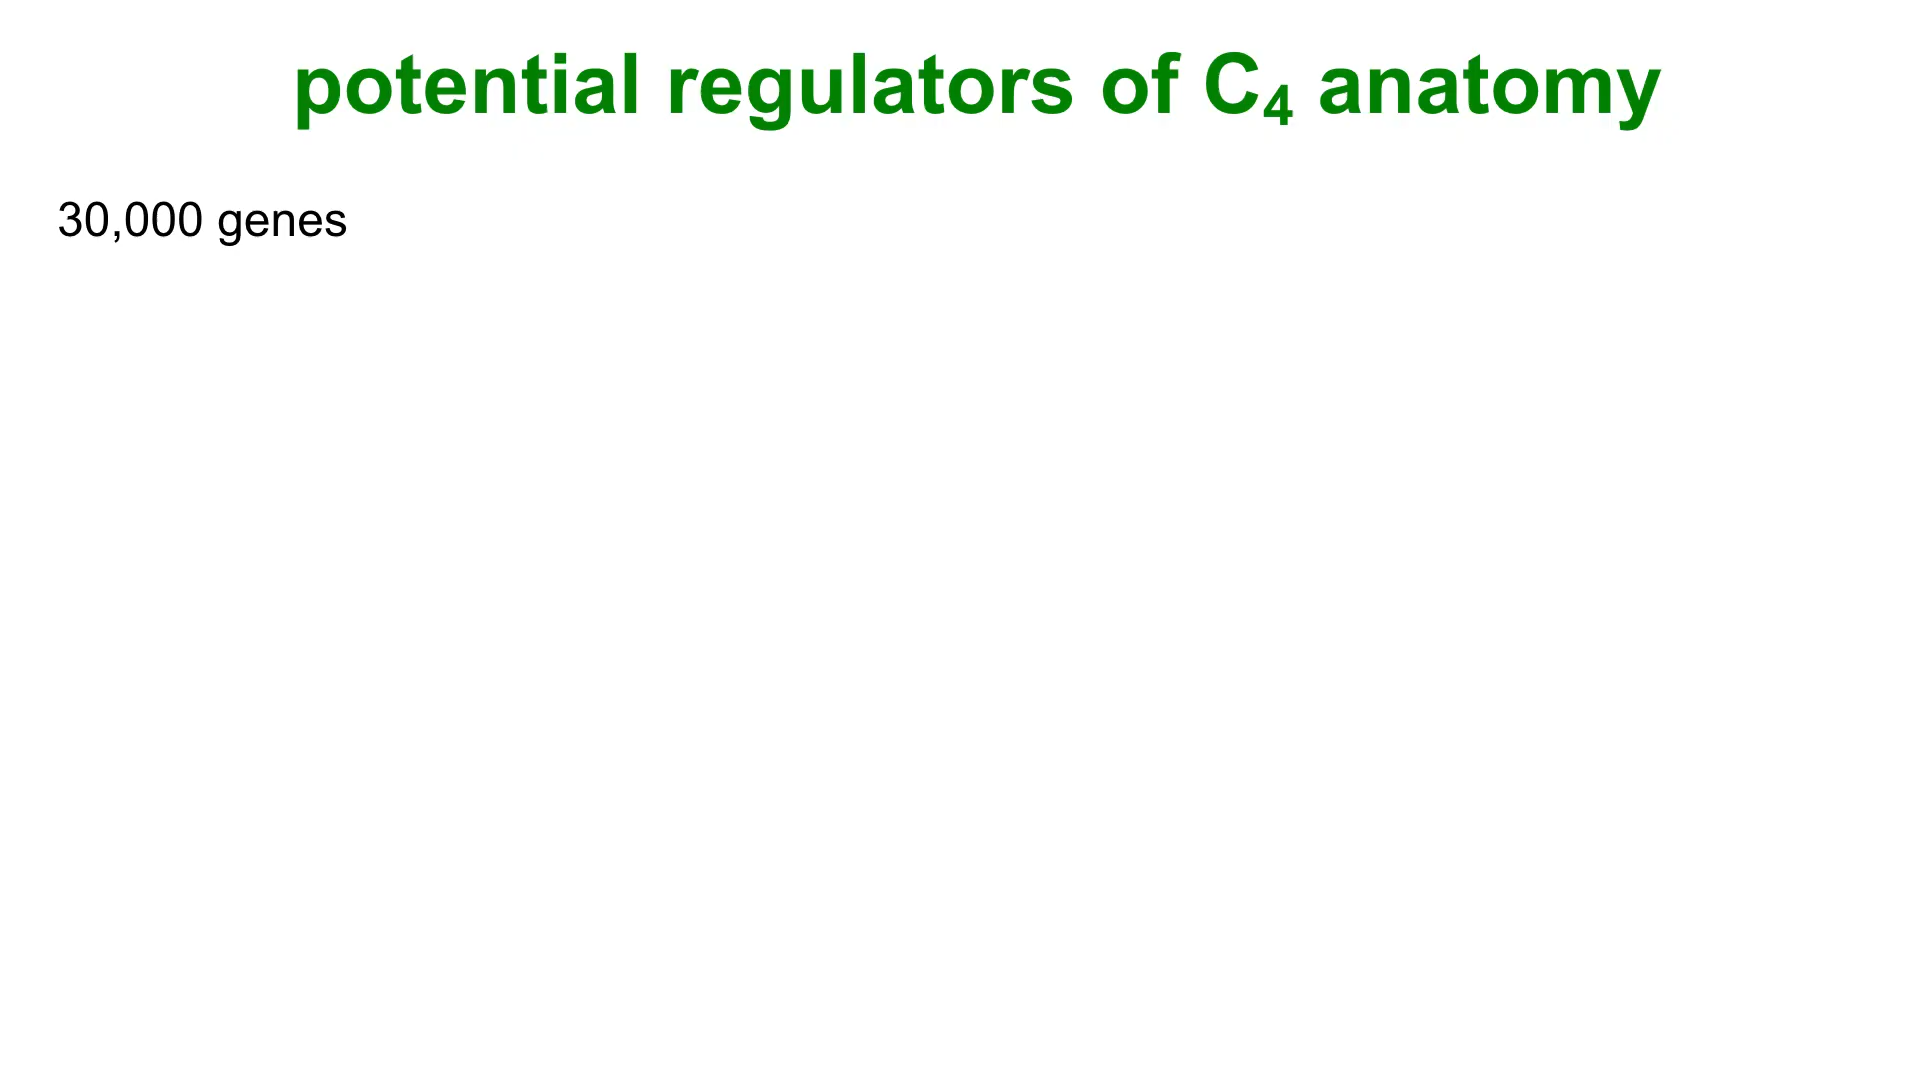 potential regulators of C₄ anatomy
30,000 genes